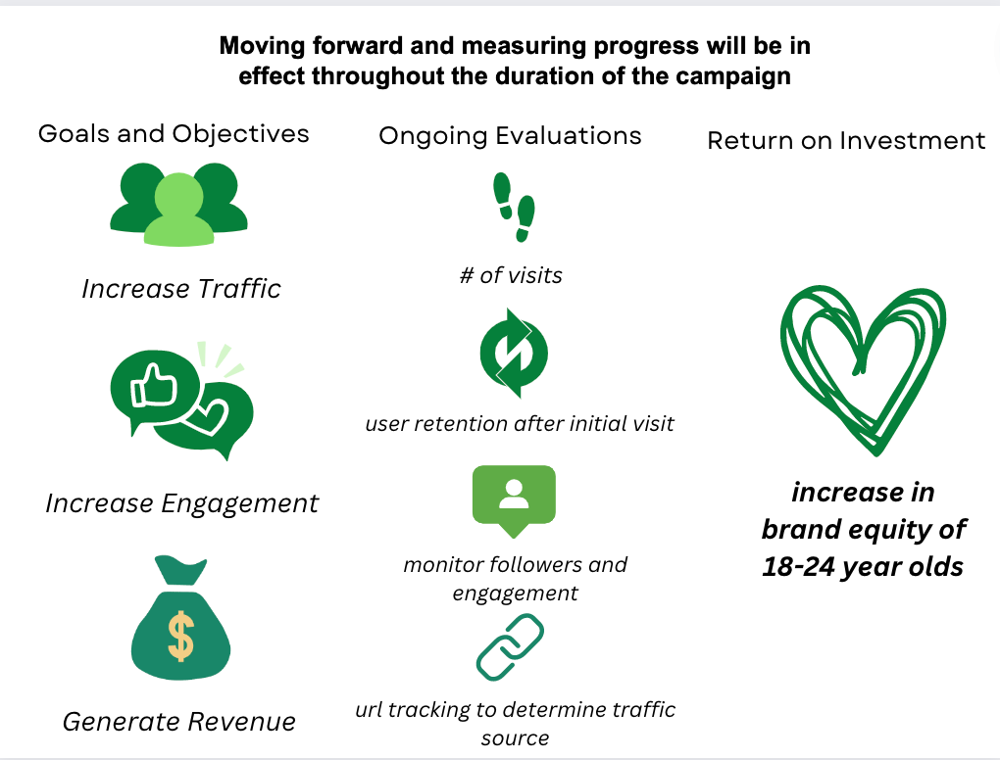 Moving forward and measuring progress will be in
effect throughout the duration of the campaign
Goals and Objectives
Increase Traffic
Increase Engagement
$
Generate Revenue
Ongoing Evaluations
# of visits
user retention after initial visit
monitor followers and
engagement
url tracking to determine traffic
source
Return on Investment
increase in
brand equity of
18-24 year olds